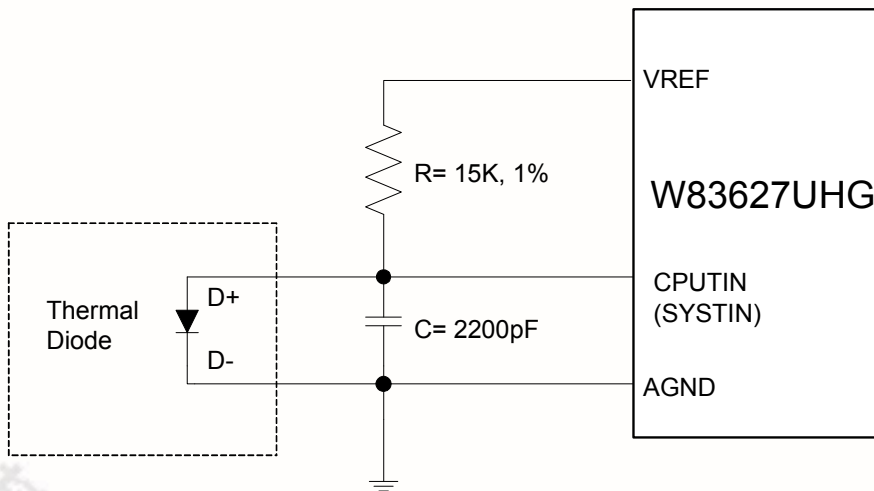 VREF
R= 15K, 1%
W83627UHG
Thermal
Diode
D+
D-
CPUTIN
(SYSTIN)
C= 2200pF
AGND